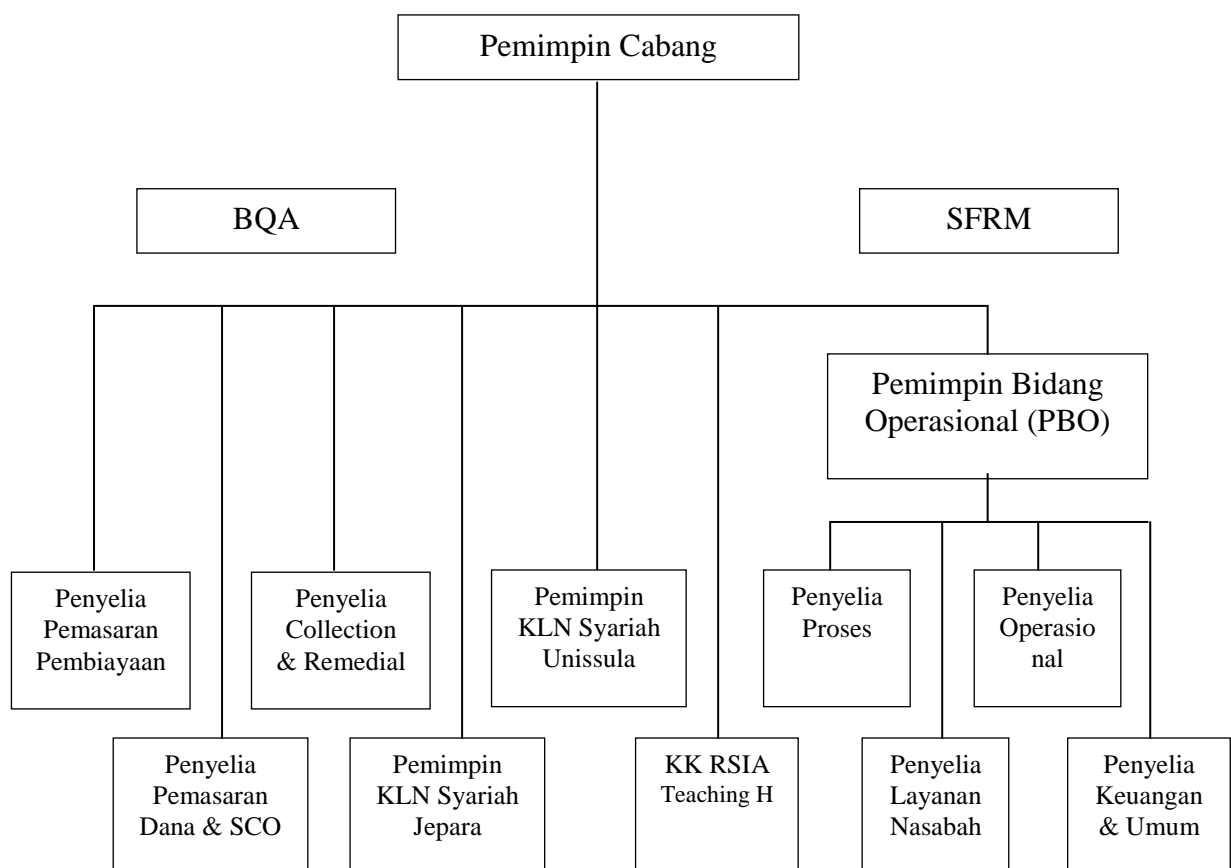 Pemimpin Cabang
BQA
SFRM
Pemimpin Bidang
Operasional (PBO)
Penyelia
Pemasaran
Pembiayaan
Penyelia
Collection
& Remedial
Pemimpin
KLN Syariah
Unissula
Penyelia
Proses
Penyelia
Operasio
nal
Penyelia
Pemasaran
Dana & SCO
Pemimpin
KLN Syariah
Jepara
KK RSIA
Teaching H
Penyelia
Layanan
Nasabah
Penyelia
Keuangan
& Umum